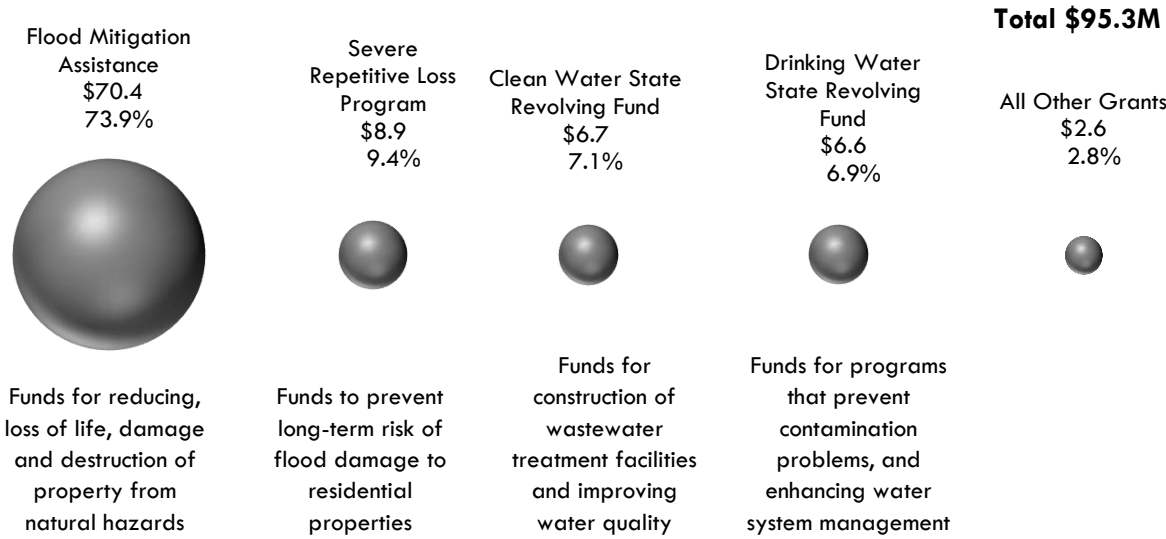 Total $95.3M
Flood Mitigation
Assistance
$70.4
73.9%
Severe
Repetitive Loss
Program
$8.9
9.4%
Clean Water State
Revolving Fund
$6.7
7.1%
Drinking Water
State Revolving
Fund
$6.6
6.9%
All Other Grants
$2.6
2.8%
Funds for reducing,
loss of life, damage
and destruction of
property from
natural hazards
Funds to prevent
long-term risk of
flood damage to
residential
properties
Funds for
construction of
wastewater
treatment facilities
and improving
water quality
Funds for programs
that prevent
contamination
problems, and
enhancing water
system management